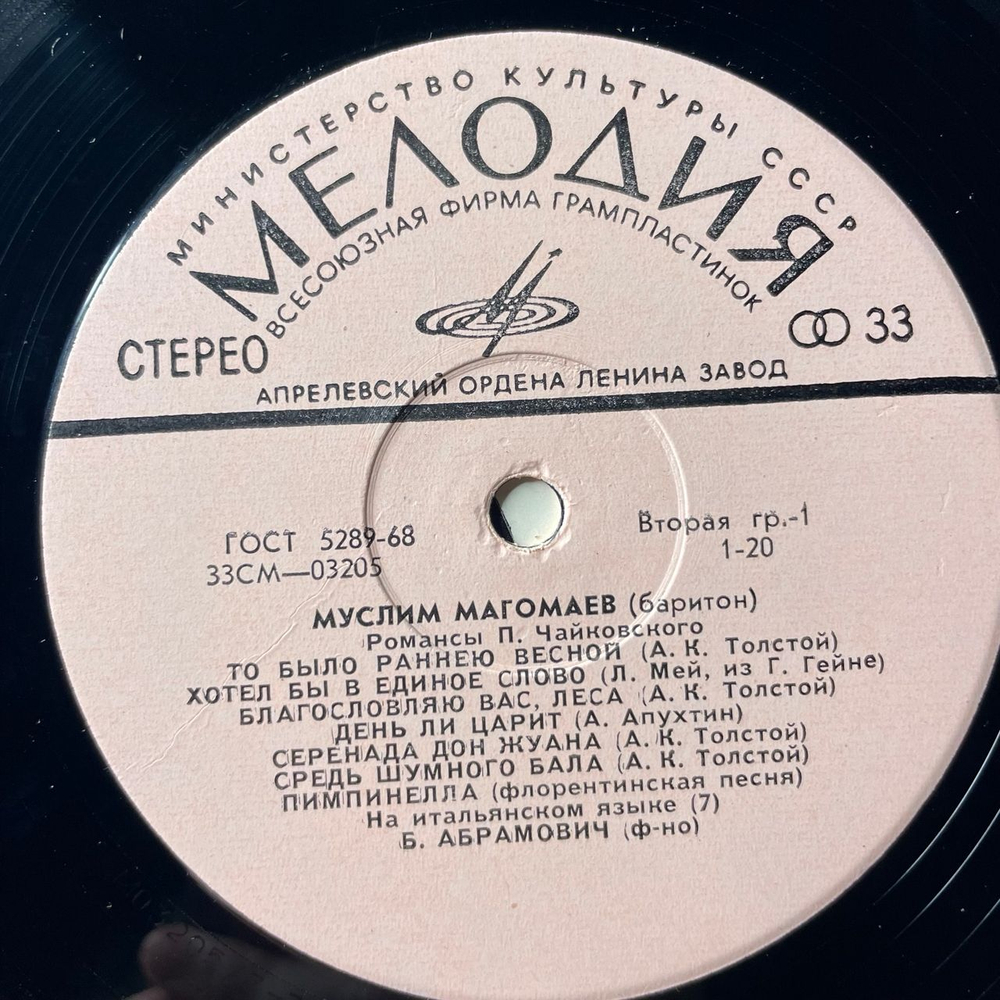 МИНИСТЕРСТВО КУЛЬТУРЫ СССР
МЕЛОДИЯ
ВСЕСОЮЗНАЯ ФИРМА ГРАМПЛАСТИНОК
СТЕРЕО
33
АПРЕЛЕВСКИЙ ОРДЕНА ЛЕНИНА ЗАВОД
ГОСТ 5289-68
Вторая гр.-1
33СМ—03205
1-20
МУСЛИМ МАГОМАЕВ (баритон)
Романсы П. Чайковского
ТО БЫЛО РАННЕЮ ВЕСНОЙ (А. К. Толстой)
ХОТЕЛ БЫ В ЕДИНОЕ СЛОВО (Л. Мей, из Г. Гейне)
БЛАГОСЛОВЛЯЮ ВАС, ЛЕСА (А. К. Толстой)
ДЕНЬ ЛИ ЦАРИТ (А. Апухтин)
СЕРЕНАДА ДОН ЖУАНА (А. К. Толстой)
СРЕДЬ ШУМНОГО БАЛА (А. К. Толстой)
ПИМПИНЕЛЛА (флорентинская песня)
На итальянском языке (7)
Б. АБРАМОВИЧ (ф-но)